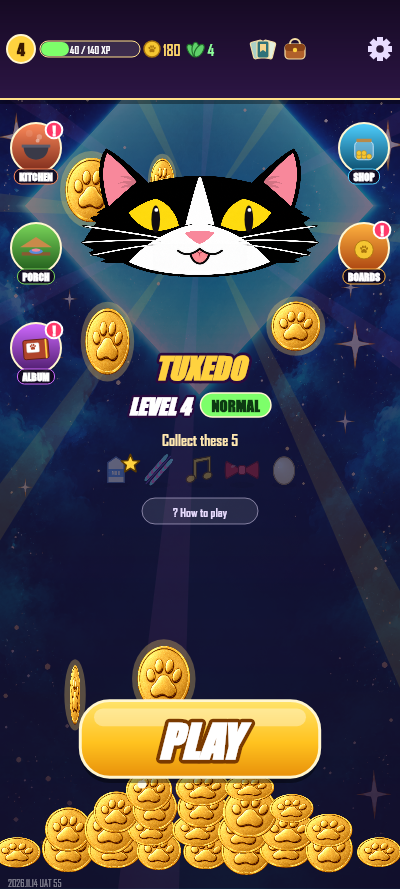 4 40 / 140 XP 180 4
KITCHEN
SHOP
PORCH
BOARDS
ALBUM
TUXEDO
LEVEL 4 NORMAL
Collect these 5
? How to play
PLAY
2026.11.14 UAT 55